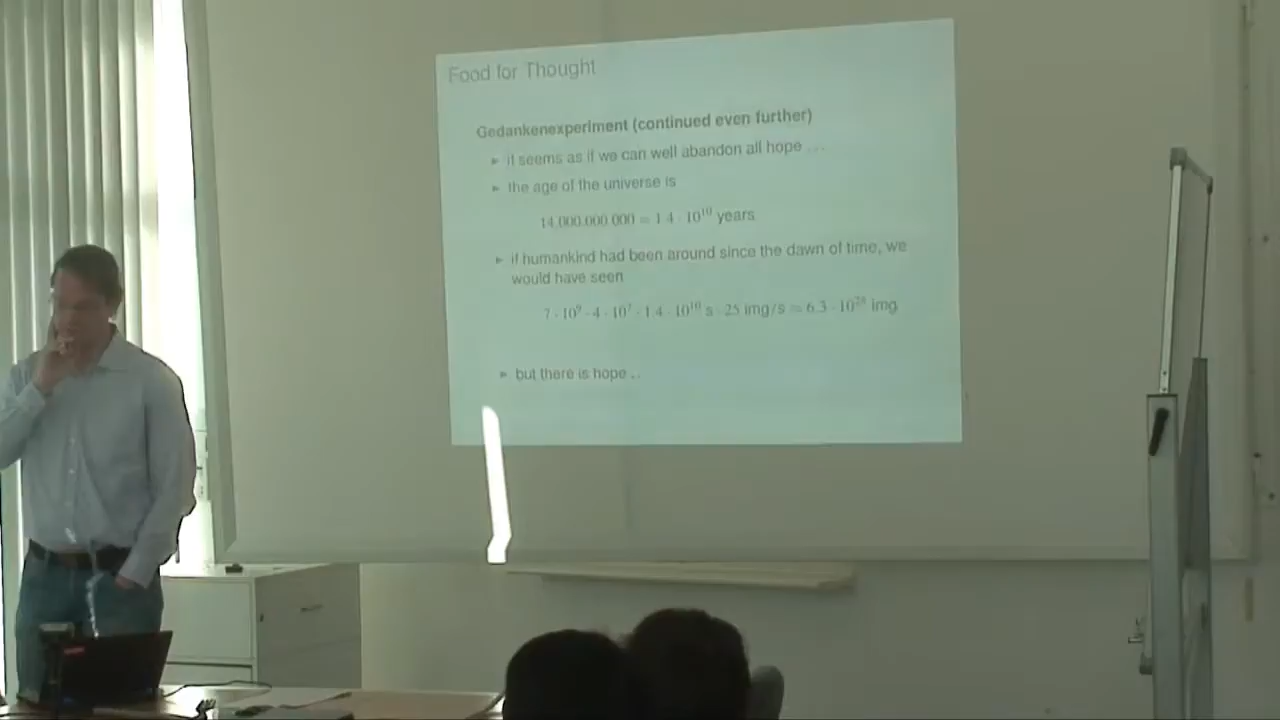 Food for Thought
Gedankenexperiment (continued even further)
► it seems as if we can well abandon all hope ...
► the age of the universe is
14.000.000.000 = 1.4 · 10¹⁰ years
► if humankind had been around since the dawn of time, we
would have seen
7 · 10⁹ · 4 · 10⁷ · 1.4 · 10¹⁰ s · 25 img/s ≈ 6.3 · 10²⁸ img
► but there is hope ...